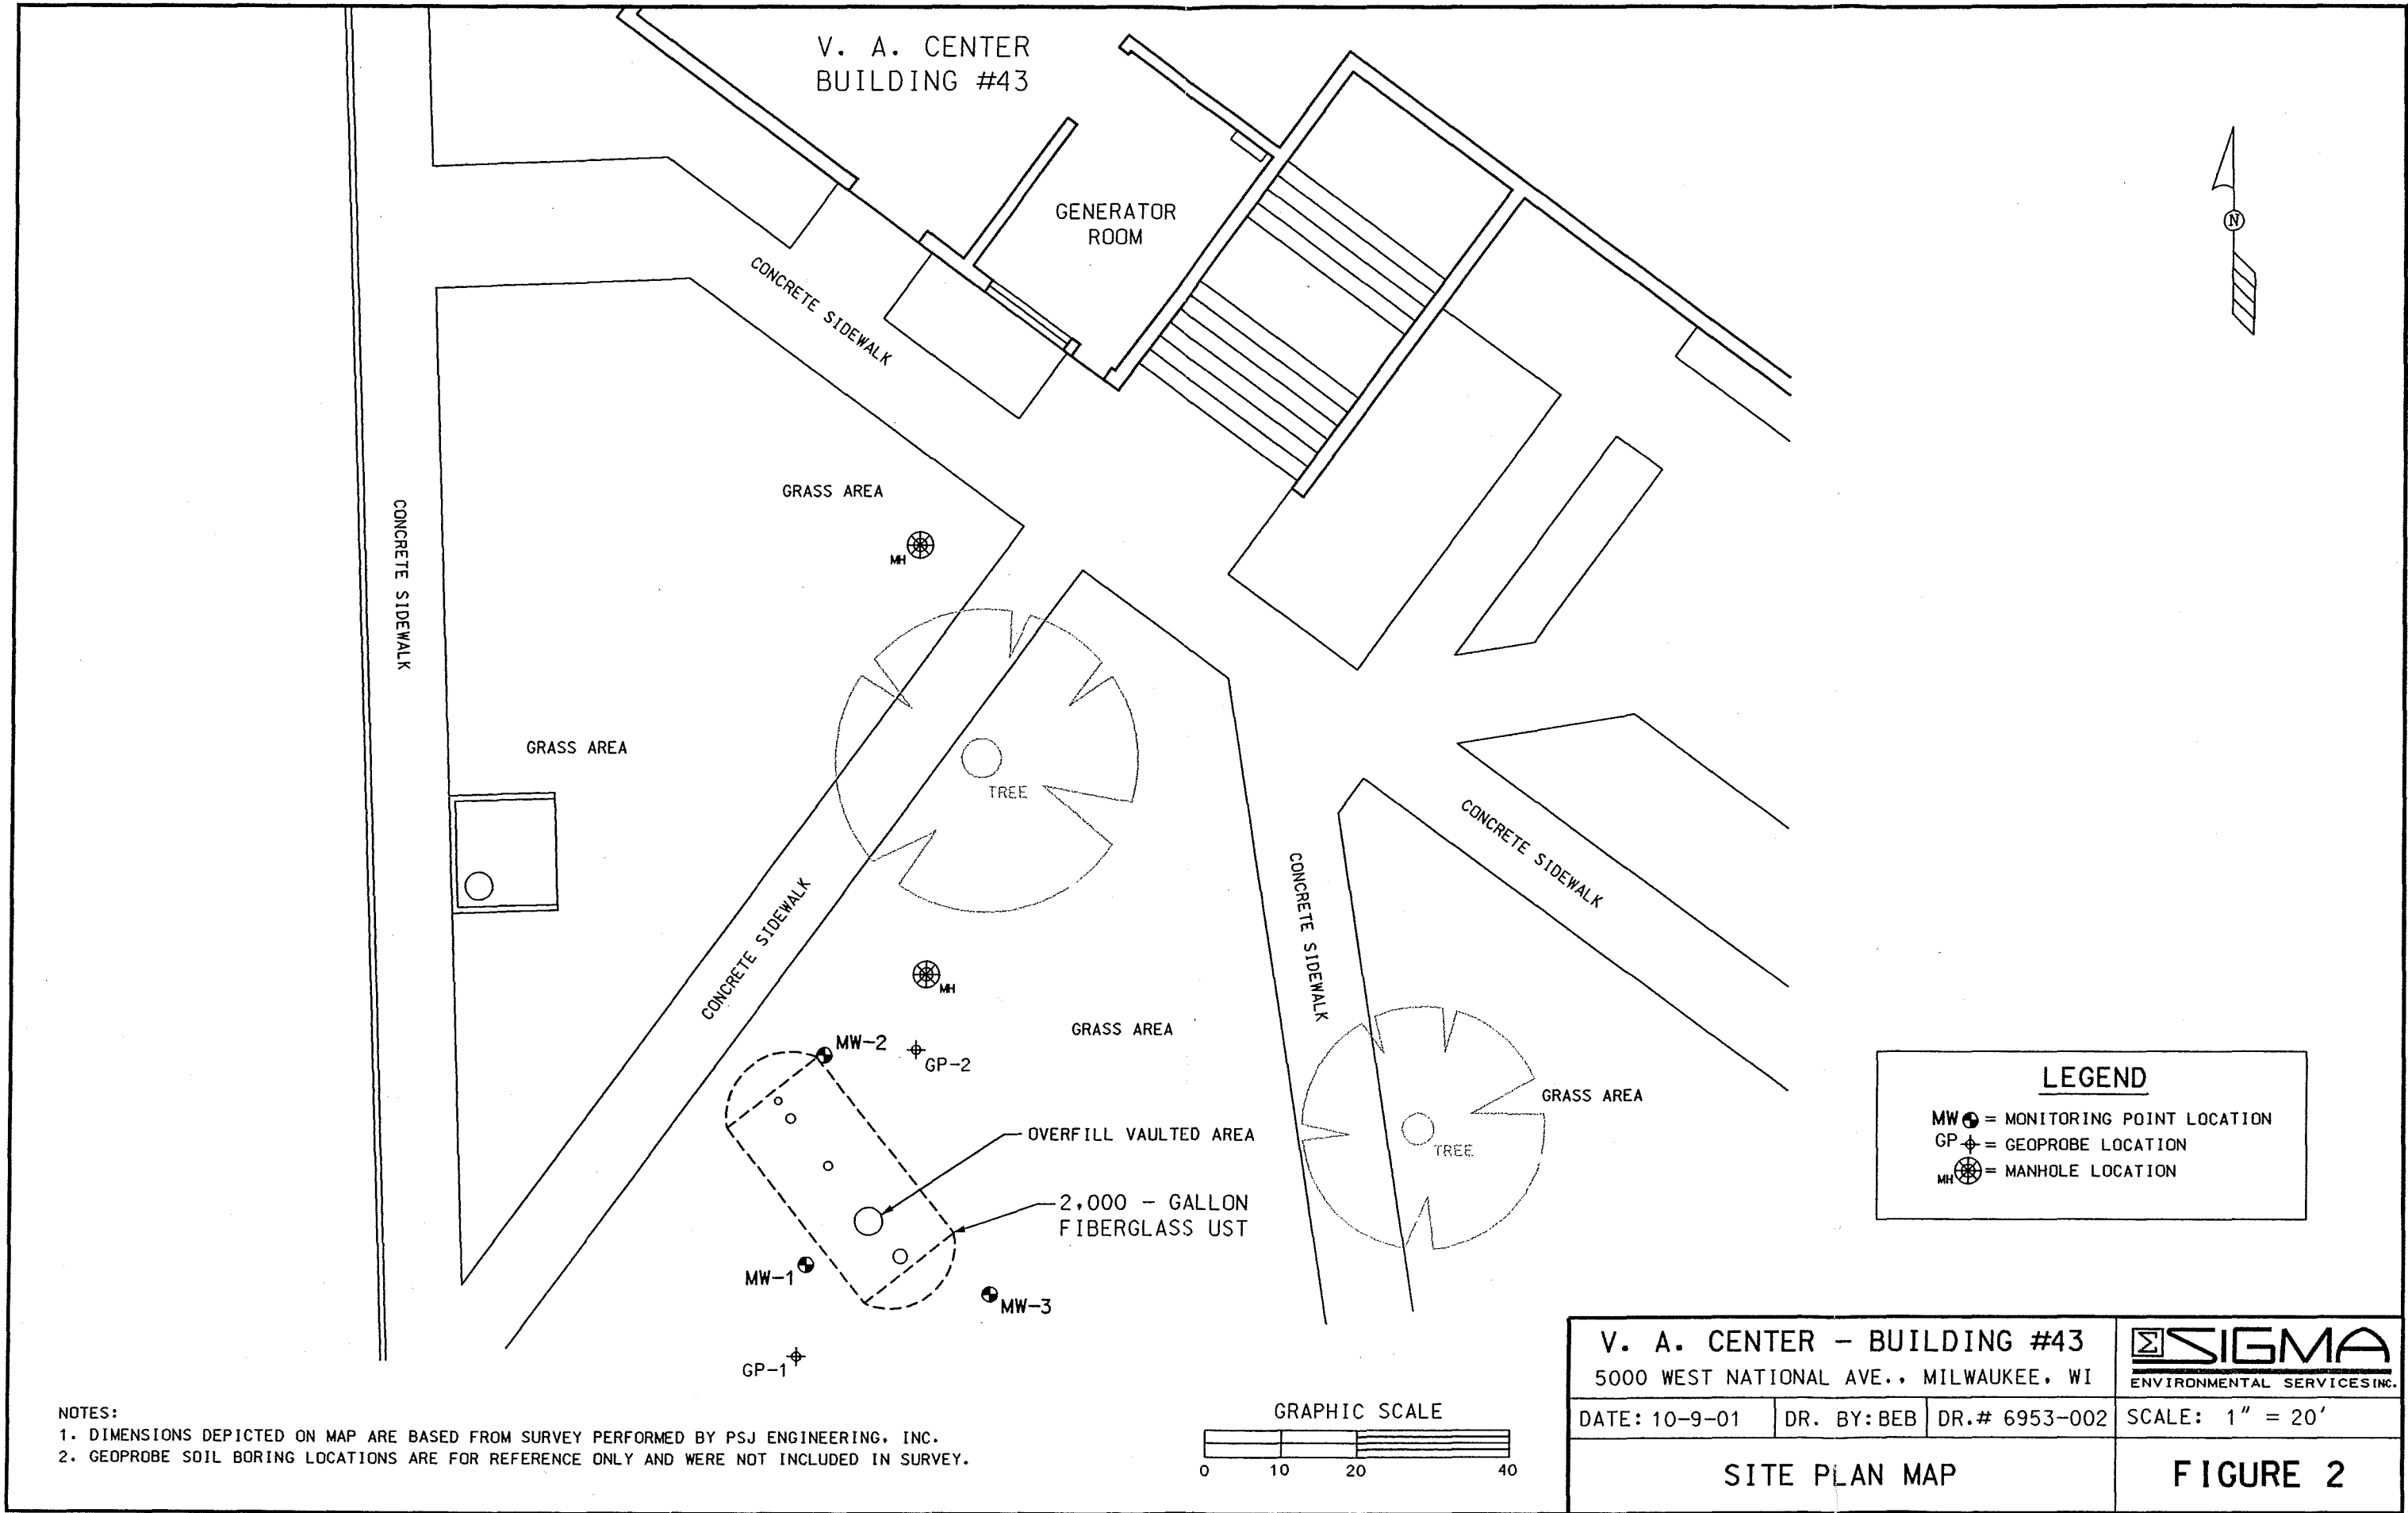 V. A. CENTER
BUILDING #43
GENERATOR
ROOM
N
CONCRETE SIDEWALK
GRASS AREA
MH
CONCRETE SIDEWALK
GRASS AREA
TREE
CONCRETE SIDEWALK
CONCRETE SIDEWALK
CONCRETE SIDEWALK
MH
GRASS AREA
MW-2
GP-2
GRASS AREA
TREE
OVERFILL VAULTED AREA
2,000 - GALLON
FIBERGLASS UST
MW-1
MW-3
GP-1
LEGEND
MW = MONITORING POINT LOCATION
GP = GEOPROBE LOCATION
MH = MANHOLE LOCATION
NOTES:
1. DIMENSIONS DEPICTED ON MAP ARE BASED FROM SURVEY PERFORMED BY PSJ ENGINEERING, INC.
2. GEOPROBE SOIL BORING LOCATIONS ARE FOR REFERENCE ONLY AND WERE NOT INCLUDED IN SURVEY.
GRAPHIC SCALE
0 10 20 40
V. A. CENTER - BUILDING #43
5000 WEST NATIONAL AVE., MILWAUKEE, WI
Σ SIGMA
ENVIRONMENTAL SERVICES INC.
DATE: 10-9-01 DR. BY: BEB DR.# 6953-002 SCALE: 1" = 20'
SITE PLAN MAP
FIGURE 2